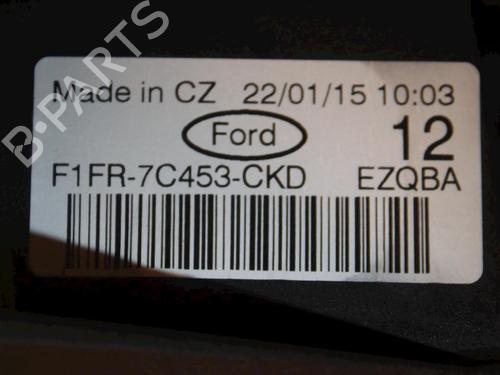 Made in CZ 22/01/15 10:03
Ford 12
F1FR-7C453-CKD EZQBA
B-PARTS